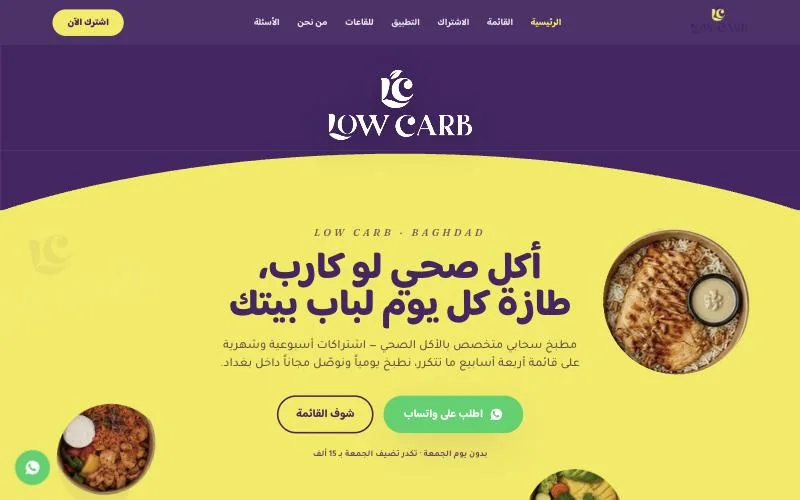 LOW CARB
الرئيسية
القائمة
الاشتراك
التطبيق
للقاعات
من نحن
الأسئلة
اشترك الآن
LOW CARB
LOW CARB - BAGHDAD
أكل صحي لو كارب،
طازة كل يوم لباب بيتك
مطبخ سحابي متخصص بالأكل الصحي – اشتراكات أسبوعية وشهرية
على قائمة أربعة أسابيع ما تتكرر، نطبخ يومياً ونوصّل مجاناً داخل بغداد.
اطلب على واتساب
شوف القائمة
بدون يوم الجمعة · تكدر تضيف الجمعة بـ 15 ألف